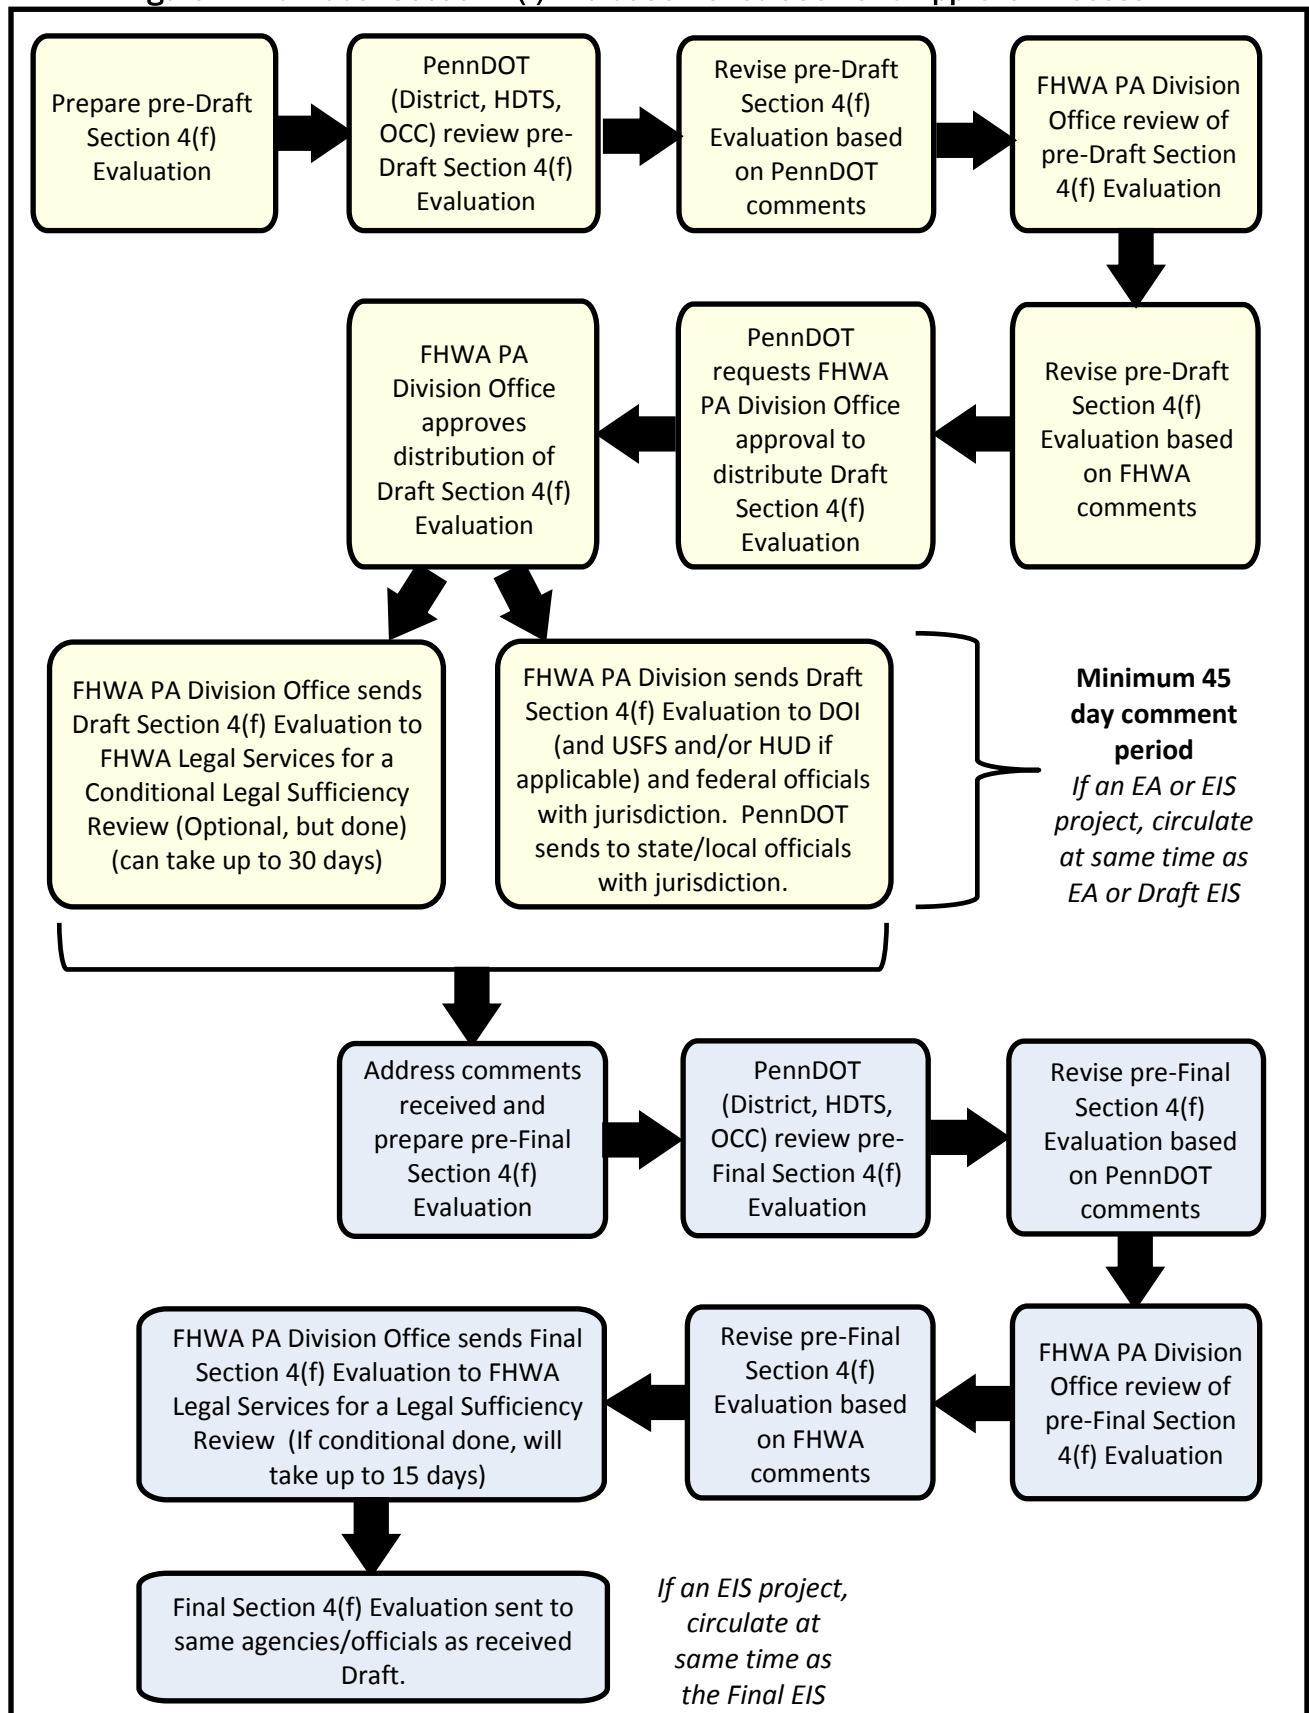 Prepare pre-Draft
Section 4(f)
Evaluation
PennDOT
(District, HDTS,
OCC) review pre-
Draft Section 4(f)
Evaluation
Revise pre-Draft
Section 4(f)
Evaluation based
on PennDOT
comments
FHWA PA Division
Office review of
pre-Draft Section
4(f) Evaluation
Revise pre-Draft
Section 4(f)
Evaluation based
on FHWA
comments
PennDOT
requests FHWA
PA Division Office
approval to
distribute Draft
Section 4(f)
Evaluation
FHWA PA
Division Office
approves
distribution of
Draft Section 4(f)
Evaluation
FHWA PA Division Office sends
Draft Section 4(f) Evaluation to
FHWA Legal Services for a
Conditional Legal Sufficiency
Review (Optional, but done)
(can take up to 30 days)
FHWA PA Division sends Draft
Section 4(f) Evaluation to DOI
(and USFS and/or HUD if
applicable) and federal officials
with jurisdiction.  PennDOT
sends to state/local officials
with jurisdiction.
Minimum 45
day comment
period
If an EA or EIS
project, circulate
at same time as
EA or Draft EIS
Address comments
received and
prepare pre-Final
Section 4(f)
Evaluation
PennDOT
(District, HDTS,
OCC) review pre-
Final Section 4(f)
Evaluation
Revise pre-Final
Section 4(f)
Evaluation based
on PennDOT
comments
FHWA PA Division
Office review of
pre-Final Section
4(f) Evaluation
Revise pre-Final
Section 4(f)
Evaluation based
on FHWA
comments
FHWA PA Division Office sends Final
Section 4(f) Evaluation to FHWA
Legal Services for a Legal Sufficiency
Review  (If conditional done, will
take up to 15 days)
Final Section 4(f) Evaluation sent to
same agencies/officials as received
Draft.
If an EIS project,
circulate at
same time as
the Final EIS